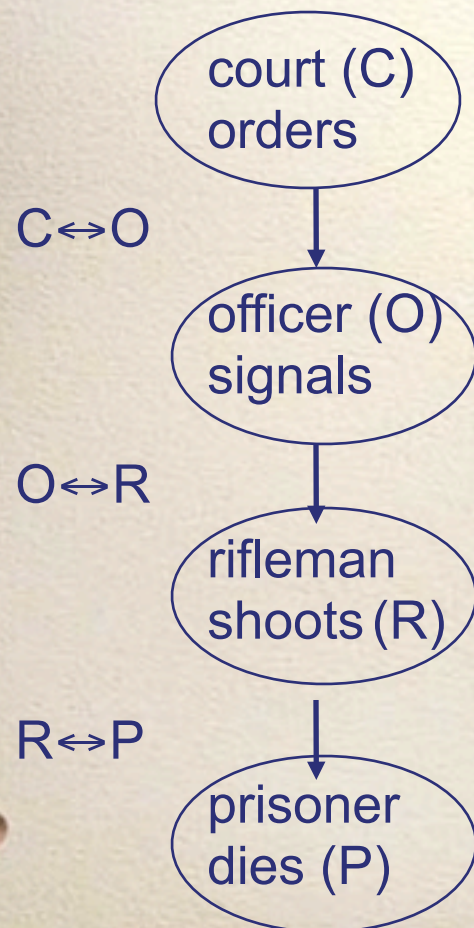 court (C)
orders
C↔O
officer (O)
signals
O↔R
rifleman
shoots (R)
R↔P
prisoner
dies (P)